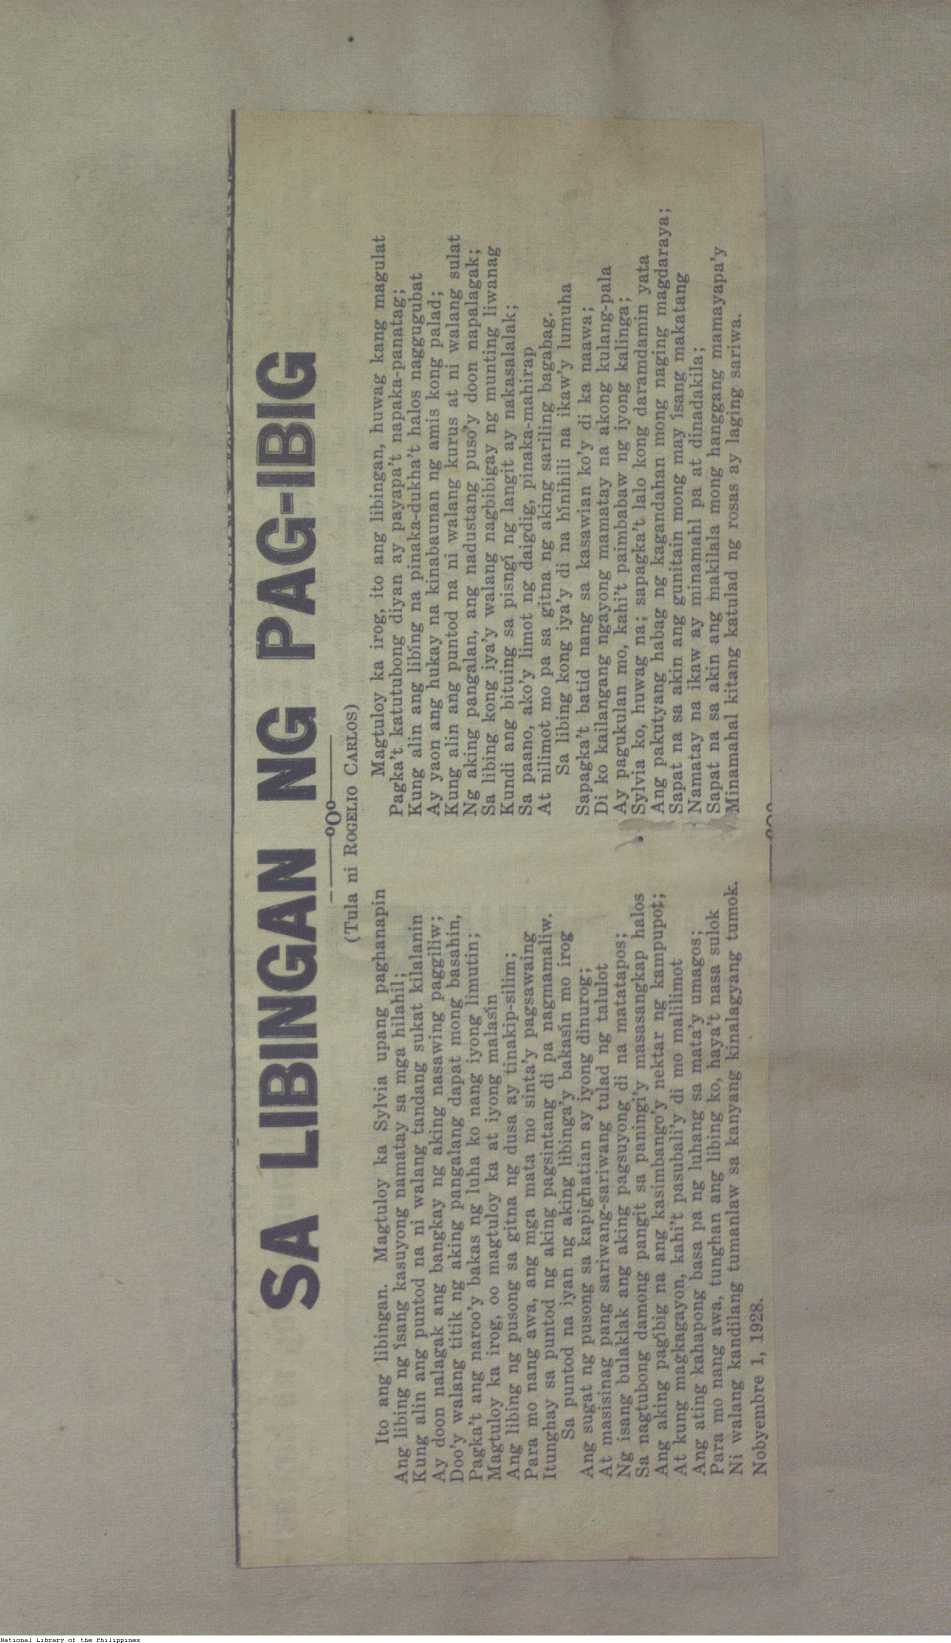 SA LIBINGAN NG PAG-IBIG
—oOo—
(Tula ni ROGELIO CARLOS)
Ito ang libingan. Magtuloy ka Sylvia upang paghanapin
Ang libing ng isang kasuyong namatay sa mga hilahil;
Kung alin ang puntod na ni walang tandang sukat kilalanin
Ay doon nalagak ang bangkay ng aking nasawing paggiliw;
Doo'y walang titik ng aking pangalang dapat mong basahin,
Pagka't ang naroo'y bakas ng luha ko nang iyong limutin;
Magtuloy ka irog, oo magtuloy ka at iyong malasin
Ang libing ng pusong sa gitna ng dusa ay tinakip-silim;
Para mo nang awa, ang mga mata mo sinta'y pagsawaing
Itunghay sa puntod ng aking pagsintang di pa nagmamaliw.
Sa puntod na iyan ng aking libinga'y bakasin mo irog
Ang sugat ng pusong sa kapighatian ay iyong dinurog;
At masisinag pang sariwang-sariwang tulad ng talulot
Ng isang bulaklak ang aking pagsuyong di na matatapos;
Sa nagtubong damong pangit sa paningi'y masasangkap halos
Ang aking pagibig na ang kasimbango'y nektar ng kampupot;
At kung magkagayon, kahi't pasubali'y di mo malilimot
Ang ating kahapong basa pa ng luhang sa mata'y umagos;
Para mo nang awa, tunghan ang libing ko, haya't nasa sulok
Ni walang kandilang tumanlaw sa kanyang kinalagyang tumok.
Nobyembre 1, 1928.
Magtuloy ka irog, ito ang libingan, huwag kang magulat
Pagka't katutubong diyan ay payapa't napaka-panatag;
Kung alin ang libing na pinaka-dukha't halos naggugubat
Ay yaon ang hukay na kinabaunan ng amis kong palad;
Kung alin ang puntod na ni walang kurus at ni walang sulat
Ng aking pangalan, ang nadustang puso'y doon napalagak;
Sa libing kong iya'y walang nagbibigay ng munting liwanag
Kundi ang bituing sa pisngi ng langit ay nakasalalak;
Sa paano, ako'y limot ng daigdig, pinaka-mahirap
At nilimot mo pa sa gitna ng aking sariling bagabag.
Sa libing kong iya'y di na hinihili na ikaw'y lumuha
Sapagka't batid nang sa kasawian ko'y di ka naawa;
Di ko kailangang ngayong mamatay na akong kulang-pala
Ay pagukulan mo, kahi't paimbabaw ng iyong kalinga;
Sylvia ko, huwag na; sapagka't lalo kong daramdamin yata
Ang pakutyang habag ng kagandahan mong naging magdaraya;
Sapat na sa akin ang gunitain mong may isang makatang
Namatay na ikaw ay minamahl pa at dinadakila;
Sapat na sa akin ang makilala mong hanggang mamayapa'y
Minamahal kitang katulad ng rosas ay laging sariwa.
—oOo
National Library of the Philippines